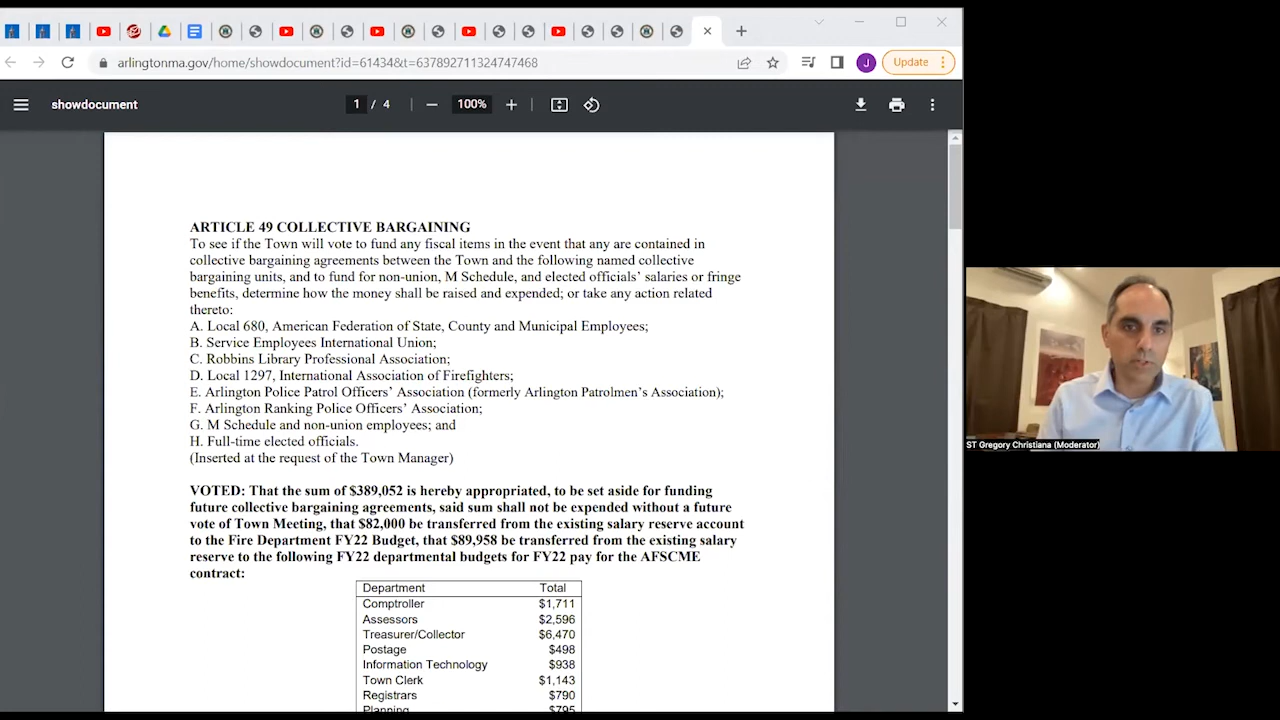 arlingtonma.gov/home/showdocument?id=61434&t=637892711324747468
J
Update
showdocument
1 / 4
100%
ARTICLE 49 COLLECTIVE BARGAINING
To see if the Town will vote to fund any fiscal items in the event that any are contained in
collective bargaining agreements between the Town and the following named collective
bargaining units, and to fund for non-union, M Schedule, and elected officials’ salaries or fringe
benefits, determine how the money shall be raised and expended; or take any action related
thereto:
A. Local 680, American Federation of State, County and Municipal Employees;
B. Service Employees International Union;
C. Robbins Library Professional Association;
D. Local 1297, International Association of Firefighters;
E. Arlington Police Patrol Officers’ Association (formerly Arlington Patrolmen’s Association);
F. Arlington Ranking Police Officers’ Association;
G. M Schedule and non-union employees; and
H. Full-time elected officials.
(Inserted at the request of the Town Manager)
VOTED: That the sum of $389,052 is hereby appropriated, to be set aside for funding
future collective bargaining agreements, said sum shall not be expended without a future
vote of Town Meeting, that $82,000 be transferred from the existing salary reserve account
to the Fire Department FY22 Budget, that $89,958 be transferred from the existing salary
reserve to the following FY22 departmental budgets for FY22 pay for the AFSCME
contract:
Department Total
Comptroller $1,711
Assessors $2,596
Treasurer/Collector $6,470
Postage $498
Information Technology $938
Town Clerk $1,143
Registrars $790
Planning $795
ST Gregory Christiana (Moderator)